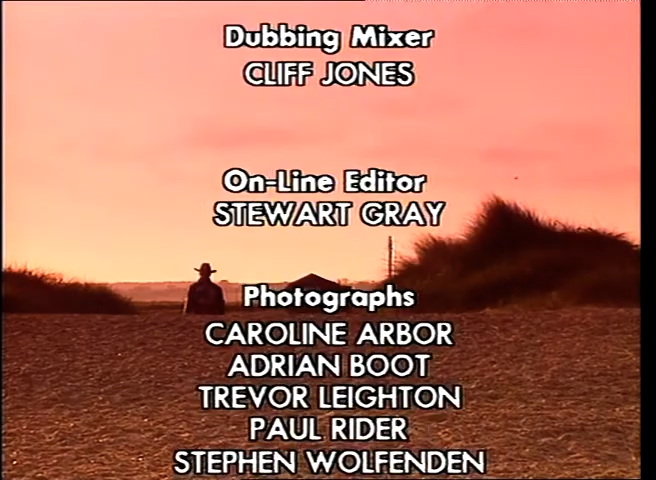 Dubbing Mixer
CLIFF JONES
On-Line Editor
STEWART GRAY
Photographs
CAROLINE ARBOR
ADRIAN BOOT
TREVOR LEIGHTON
PAUL RIDER
STEPHEN WOLFENDEN